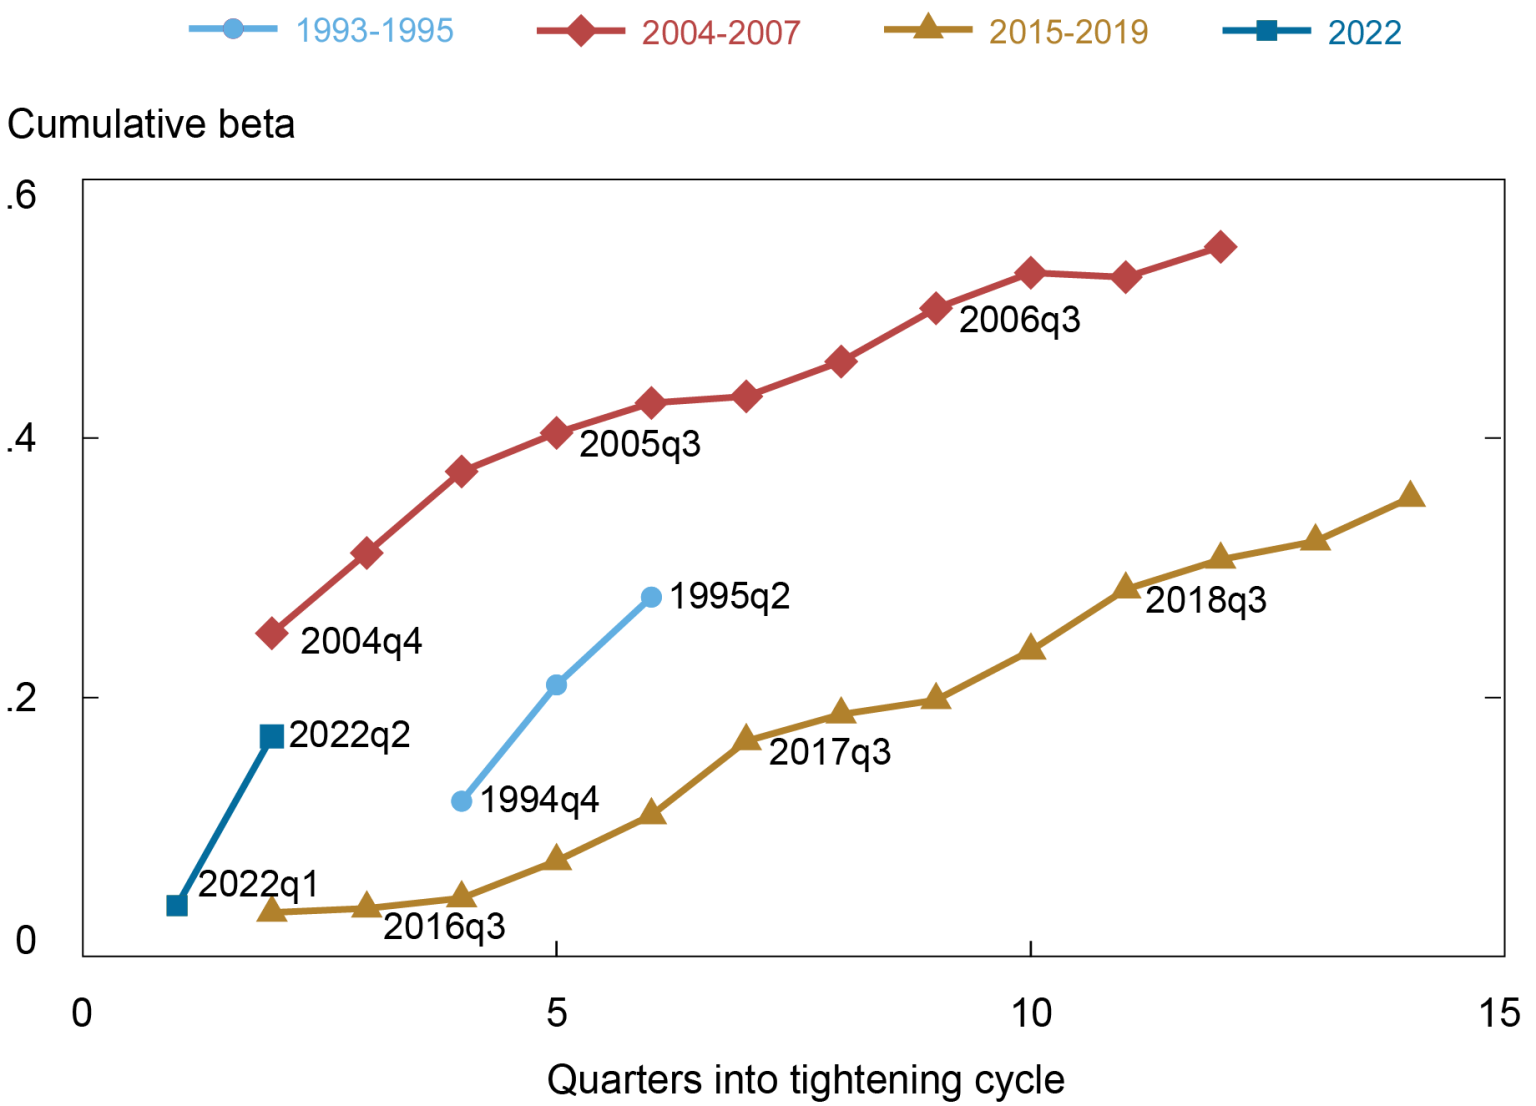 1993-1995 2004-2007 2015-2019 2022
Cumulative beta
.6
2006q3
.4
2005q3
1995q2
2018q3
2004q4
.2
2022q2
2017q3
1994q4
2022q1
2016q3
0
0 5 10 15
Quarters into tightening cycle